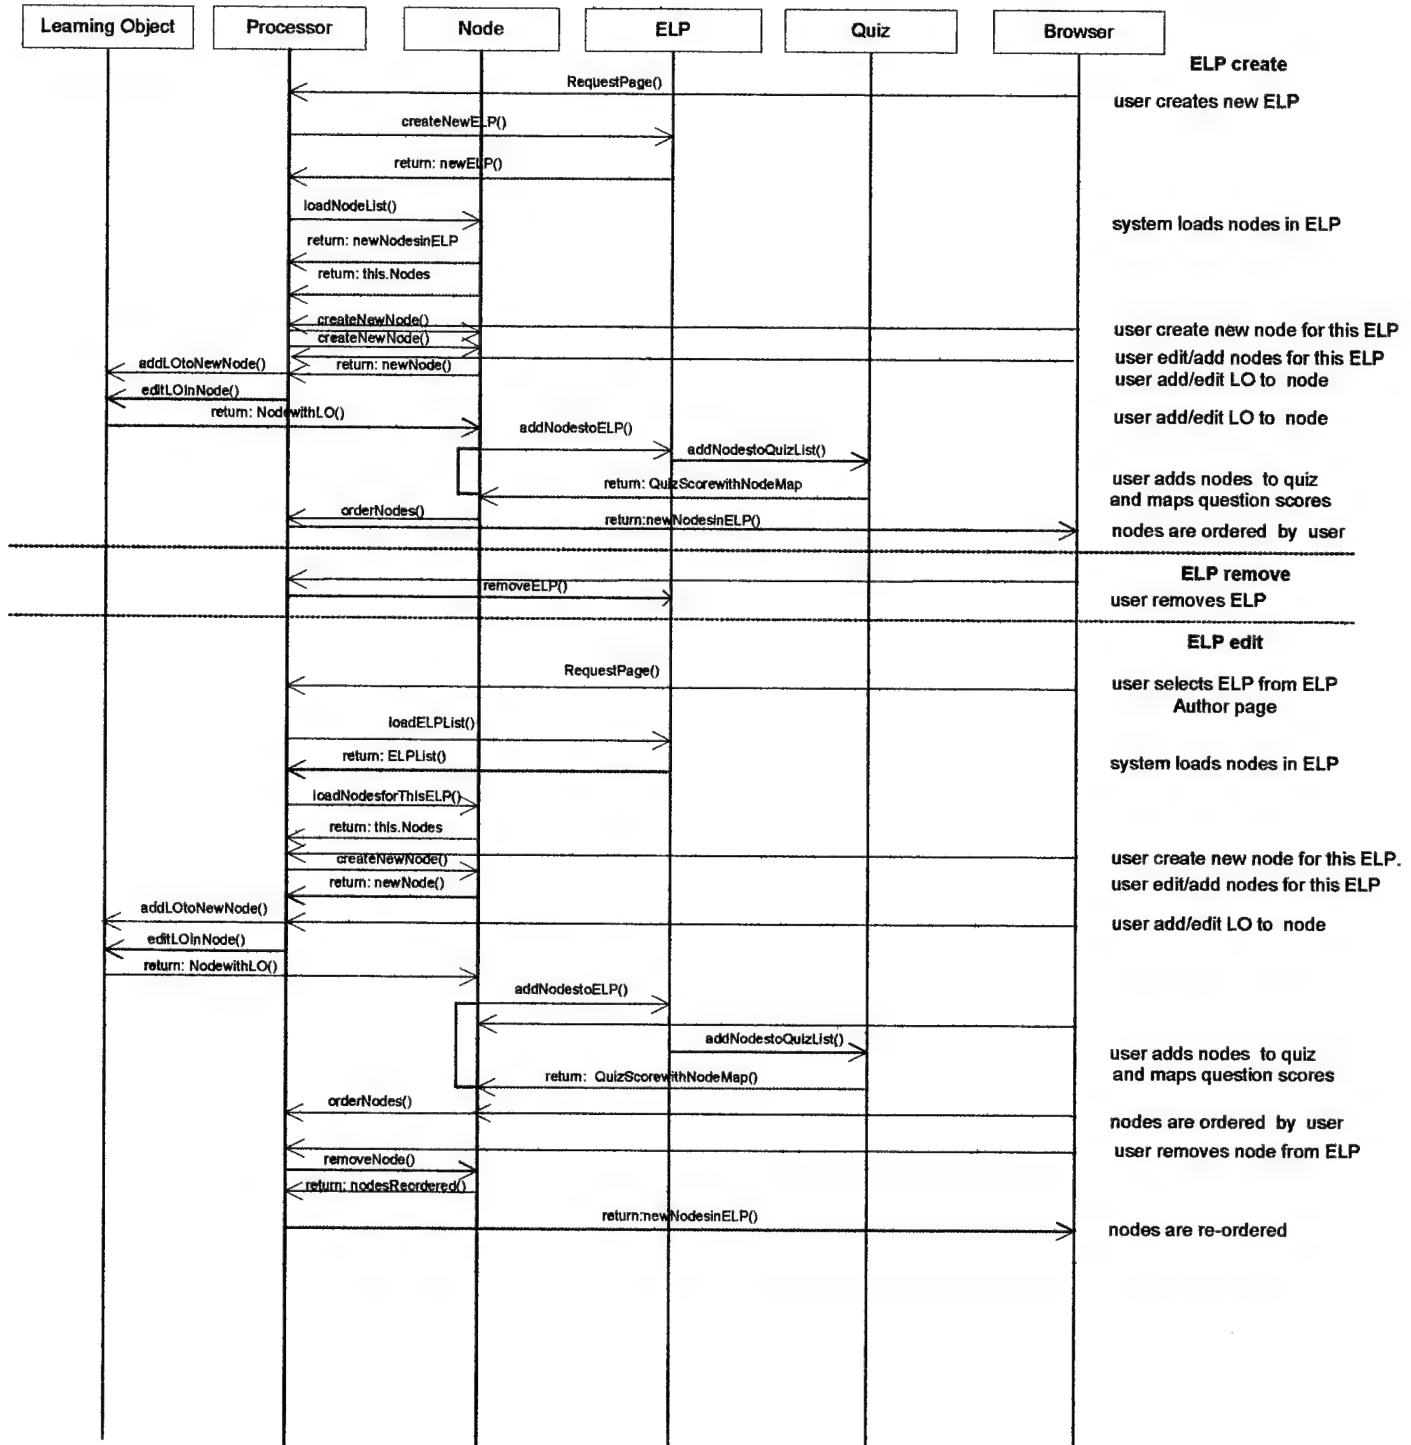 Learning Object
Processor
Node
ELP
Quiz
Browser
ELP create
RequestPage()
user creates new ELP
createNewELP()
return: newELP()
loadNodeList()
system loads nodes in ELP
return: newNodesinELP
return: this.Nodes
createNewNode()
user create new node for this ELP
createNewNode()
user edit/add nodes for this ELP
addLOtoNewNode()
return: newNode()
user add/edit LO to node
editLOInNode()
return: NodewithLO()
user add/edit LO to node
addNodestoELP()
addNodestoQuizList()
return: QuizScorewithNodeMap
user adds nodes to quiz
and maps question scores
orderNodes()
return:newNodesInELP()
nodes are ordered by user
ELP remove
removeELP()
user removes ELP
ELP edit
RequestPage()
user selects ELP from ELP
Author page
loadELPList()
return: ELPList()
system loads nodes in ELP
loadNodesforThisELP()
return: this.Nodes
createNewNode()
user create new node for this ELP.
return: newNode()
user edit/add nodes for this ELP
addLOtoNewNode()
user add/edit LO to node
editLOInNode()
return: NodewithLO()
addNodestoELP()
addNodestoQuizList()
user adds nodes to quiz
and maps question scores
return: QuizScorewithNodeMap()
orderNodes()
nodes are ordered by user
user removes node from ELP
removeNode()
return: nodesReordered()
return:newNodesinELP()
nodes are re-ordered